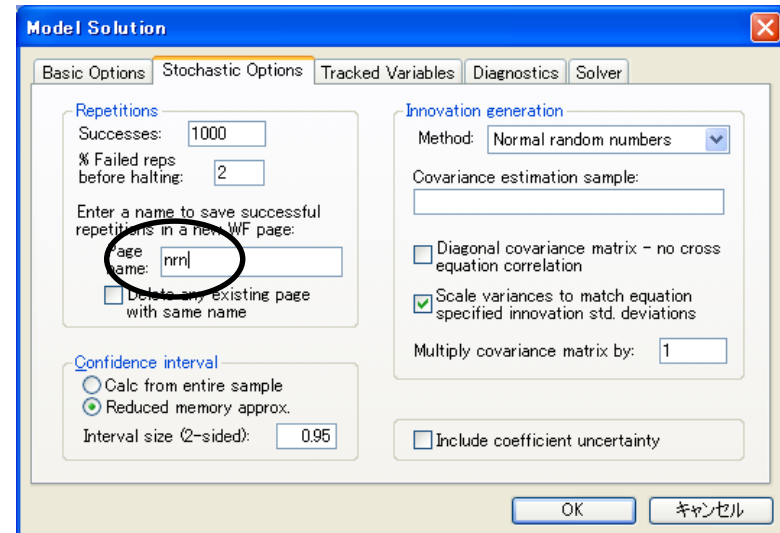 Model Solution
Basic Options
Stochastic Options
Tracked Variables
Diagnostics
Solver
Repetitions
Successes: 1000
% Failed reps
before halting: 2
Enter a name to save successful
repetitions in a new WF page:
Page
name: nrn
Delete any existing page
with same name
Confidence interval
Calc from entire sample
Reduced memory approx.
Interval size (2-sided): 0.95
Innovation generation
Method: Normal random numbers
Covariance estimation sample:
Diagonal covariance matrix - no cross
equation correlation
Scale variances to match equation
specified innovation std. deviations
Multiply covariance matrix by: 1
Include coefficient uncertainty
OK
キャンセル